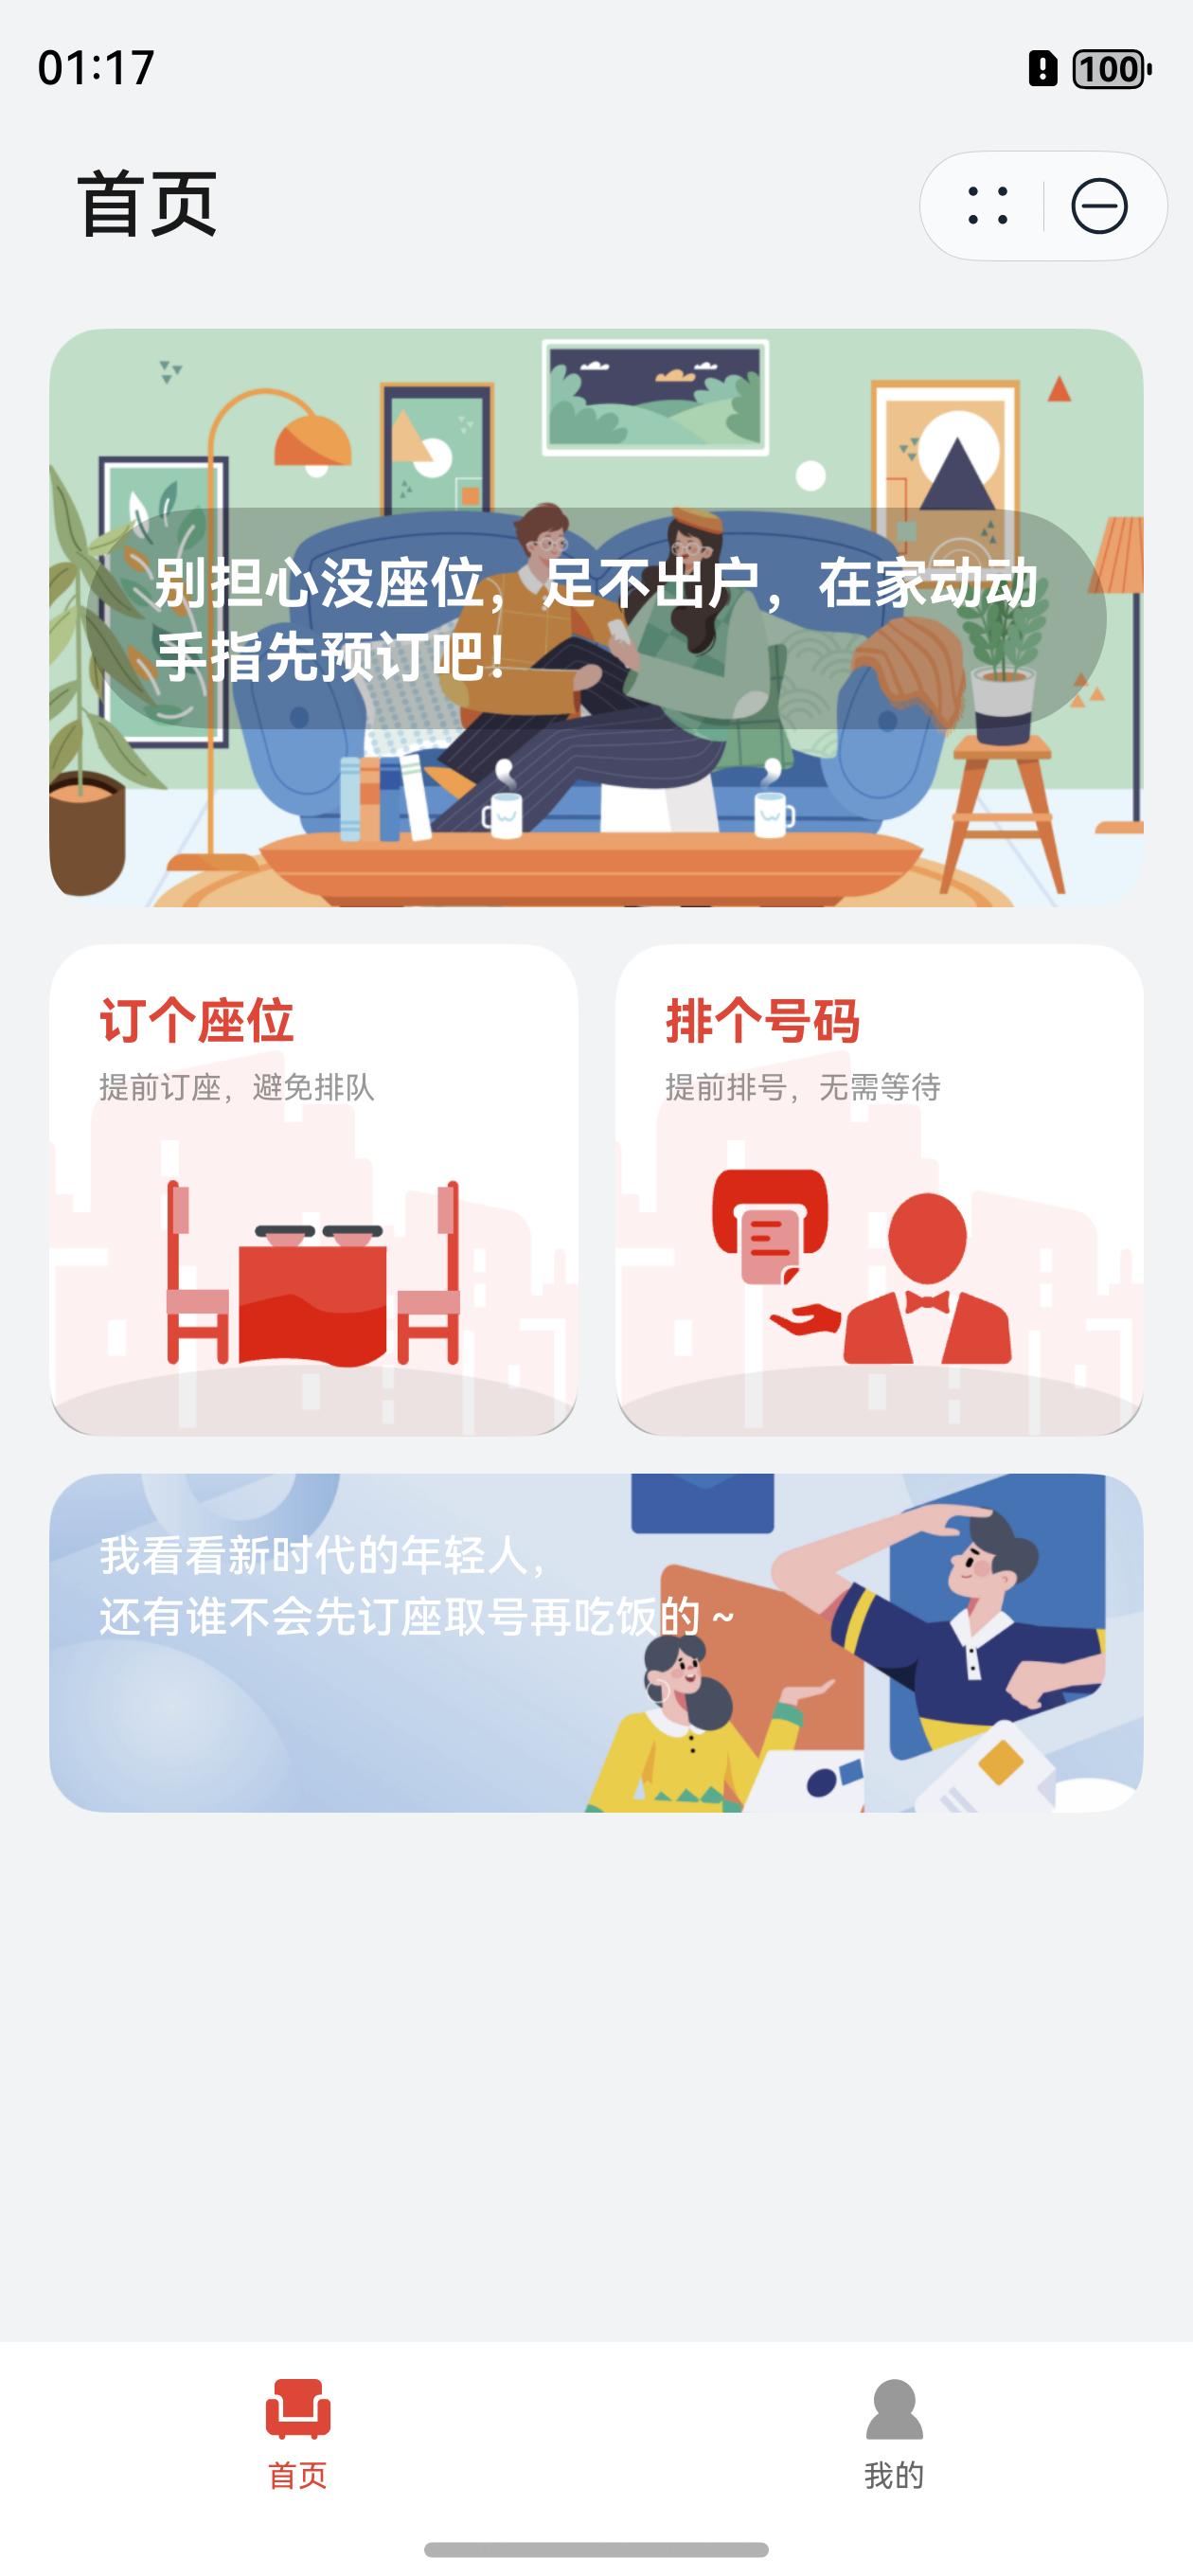 01:17
100
首页
别担心没座位，足不出户，在家动动
手指先预订吧！
订个座位
提前订座，避免排队
排个号码
提前排号，无需等待
我看看新时代的年轻人，
还有谁不会先订座取号再吃饭的 ~
首页
我的